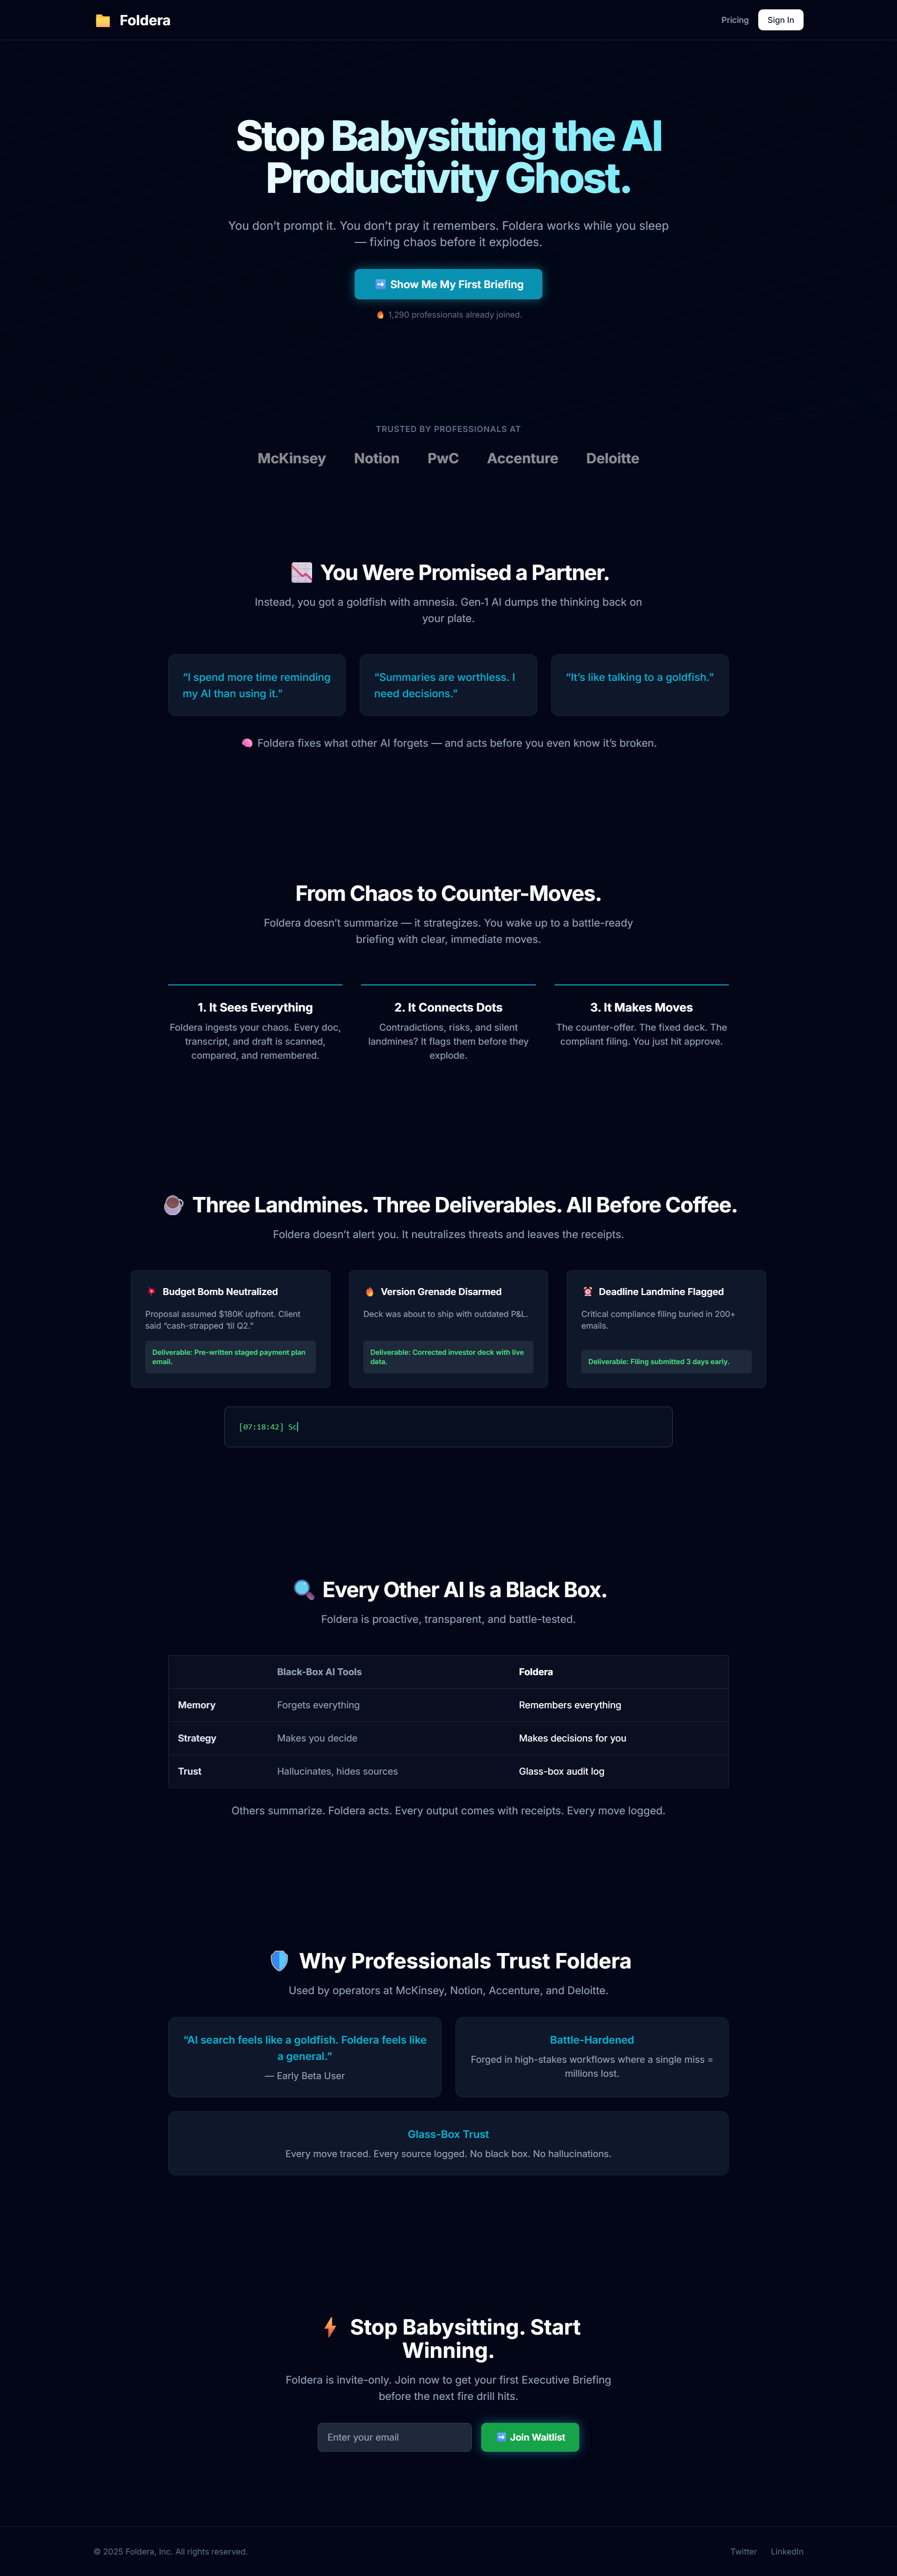 Foldera
Pricing
Sign In
Stop Babysitting the AI
Productivity Ghost.
You don’t prompt it. You don’t pray it remembers. Foldera works while you sleep
— fixing chaos before it explodes.
➡️ Show Me My First Briefing
🔥 1,290 professionals already joined.
TRUSTED BY PROFESSIONALS AT
McKinsey Notion PwC Accenture Deloitte
📉 You Were Promised a Partner.
Instead, you got a goldfish with amnesia. Gen-1 AI dumps the thinking back on
your plate.
“I spend more time reminding
my AI than using it.”
“Summaries are worthless. I
need decisions.”
“It’s like talking to a goldfish.”
🧠 Foldera fixes what other AI forgets — and acts before you even know it’s broken.
From Chaos to Counter-Moves.
Foldera doesn’t summarize — it strategizes. You wake up to a battle-ready
briefing with clear, immediate moves.
1. It Sees Everything
Foldera ingests your chaos. Every doc,
transcript, and draft is scanned,
compared, and remembered.
2. It Connects Dots
Contradictions, risks, and silent
landmines? It flags them before they
explode.
3. It Makes Moves
The counter-offer. The fixed deck. The
compliant filing. You just hit approve.
☕ Three Landmines. Three Deliverables. All Before Coffee.
Foldera doesn’t alert you. It neutralizes threats and leaves the receipts.
💥 Budget Bomb Neutralized
Proposal assumed $180K upfront. Client
said “cash-strapped ’til Q2.”
Deliverable: Pre-written staged payment plan
email.
🔥 Version Grenade Disarmed
Deck was about to ship with outdated P&L.
Deliverable: Corrected investor deck with live
data.
⏰ Deadline Landmine Flagged
Critical compliance filing buried in 200+
emails.
Deliverable: Filing submitted 3 days early.
[07:18:42] Sc
🔍 Every Other AI Is a Black Box.
Foldera is proactive, transparent, and battle-tested.
Black-Box AI Tools Foldera
Memory Forgets everything Remembers everything
Strategy Makes you decide Makes decisions for you
Trust Hallucinates, hides sources Glass-box audit log
Others summarize. Foldera acts. Every output comes with receipts. Every move logged.
🛡️ Why Professionals Trust Foldera
Used by operators at McKinsey, Notion, Accenture, and Deloitte.
“AI search feels like a goldfish. Foldera feels like
a general.”
— Early Beta User
Battle-Hardened
Forged in high-stakes workflows where a single miss =
millions lost.
Glass-Box Trust
Every move traced. Every source logged. No black box. No hallucinations.
⚡ Stop Babysitting. Start
Winning.
Foldera is invite-only. Join now to get your first Executive Briefing
before the next fire drill hits.
Enter your email
➡️ Join Waitlist
© 2025 Foldera, Inc. All rights reserved.
Twitter LinkedIn